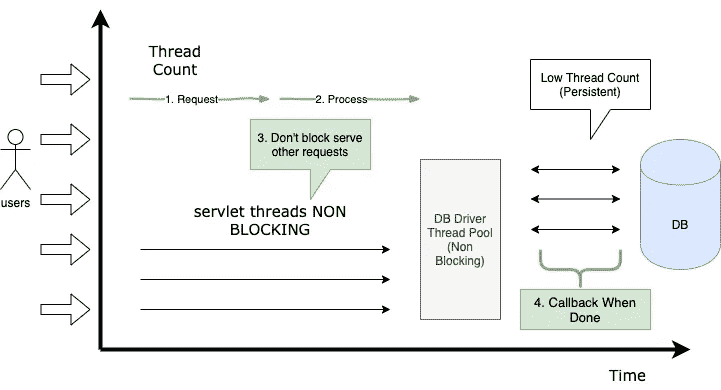 Thread
Count
1. Request
2. Process
Low Thread Count
(Persistent)
3. Don't block serve
other requests
users
servlet threads NON
BLOCKING
DB Driver
Thread Pool
(Non
Blocking)
DB
4. Callback When
Done
Time